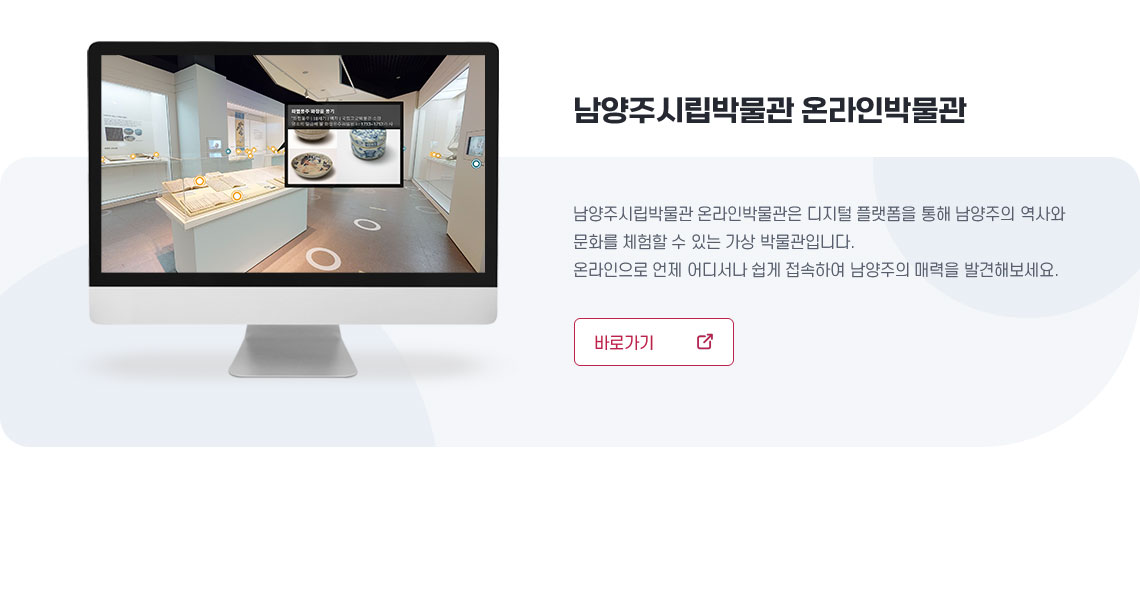 남양주시립박물관 온라인박물관
남양주시립박물관 온라인박물관은 디지털 플랫폼을 통해 남양주의 역사와
문화를 체험할 수 있는 가상 박물관입니다.
온라인으로 언제 어디서나 쉽게 접속하여 남양주의 매력을 발견해보세요.
바로가기